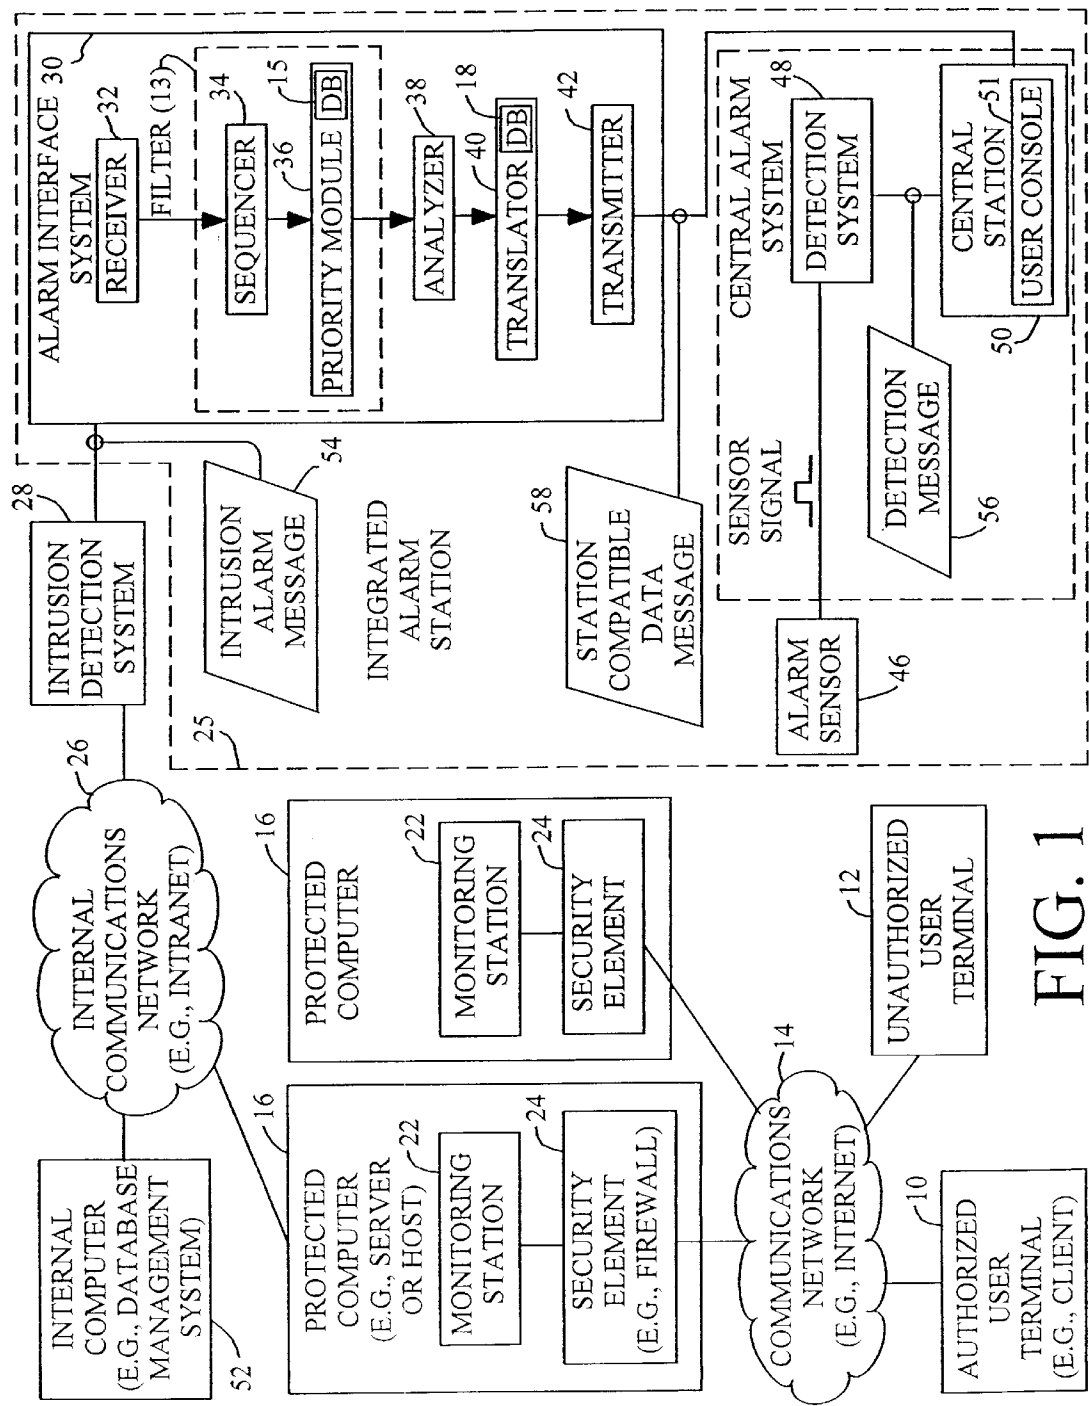 INTERNAL
COMPUTER
(E.G., DATABASE
MANAGEMENT
SYSTEM)
52
INTERNAL
COMMUNICATIONS
NETWORK
(E.G., INTRANET)
26
INTRUSION
DETECTION
SYSTEM
28
ALARM INTERFACE
SYSTEM
30
RECEIVER
32
FILTER (13)
SEQUENCER
34
PRIORITY MODULE
DB
36
15
ANALYZER
38
TRANSLATOR
DB
40
18
TRANSMITTER
42
INTRUSION
ALARM
MESSAGE
54
INTEGRATED
ALARM
STATION
25
STATION
COMPATIBLE
DATA
MESSAGE
58
PROTECTED
COMPUTER
(E.G., SERVER
OR HOST)
16
MONITORING
STATION
22
SECURITY
ELEMENT
(E.G., FIREWALL)
24
PROTECTED
COMPUTER
16
MONITORING
STATION
22
SECURITY
ELEMENT
24
CENTRAL ALARM
SYSTEM
SENSOR
SIGNAL
DETECTION
SYSTEM
48
ALARM
SENSOR
46
DETECTION
MESSAGE
56
CENTRAL
STATION
50
51
USER CONSOLE
COMMUNICATIONS
NETWORK
(E.G., INTERNET)
14
AUTHORIZED
USER
TERMINAL
(E.G., CLIENT)
10
UNAUTHORIZED
USER
TERMINAL
12
FIG. 1